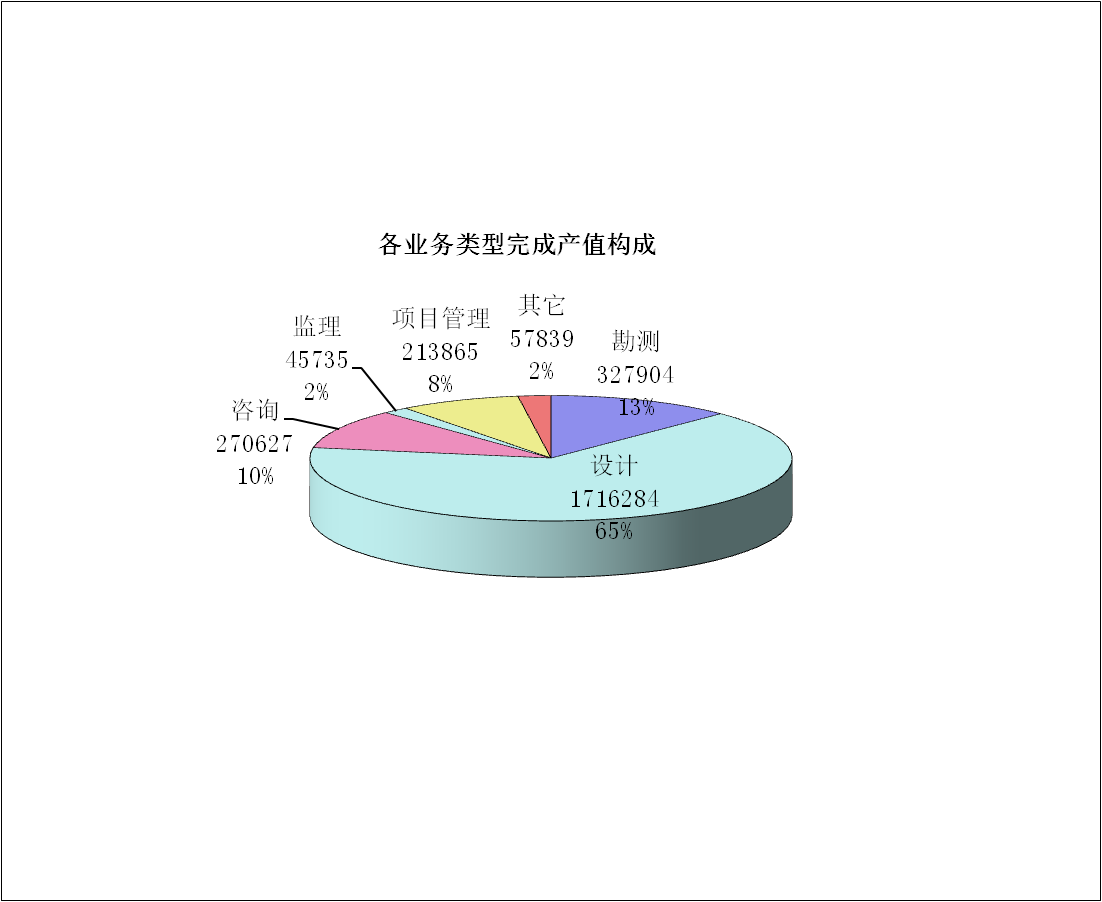 各业务类型完成产值构成
其它
57839
2%
项目管理
213865
8%
监理
45735
2%
勘测
327904
13%
咨询
270627
10%
设计
1716284
65%